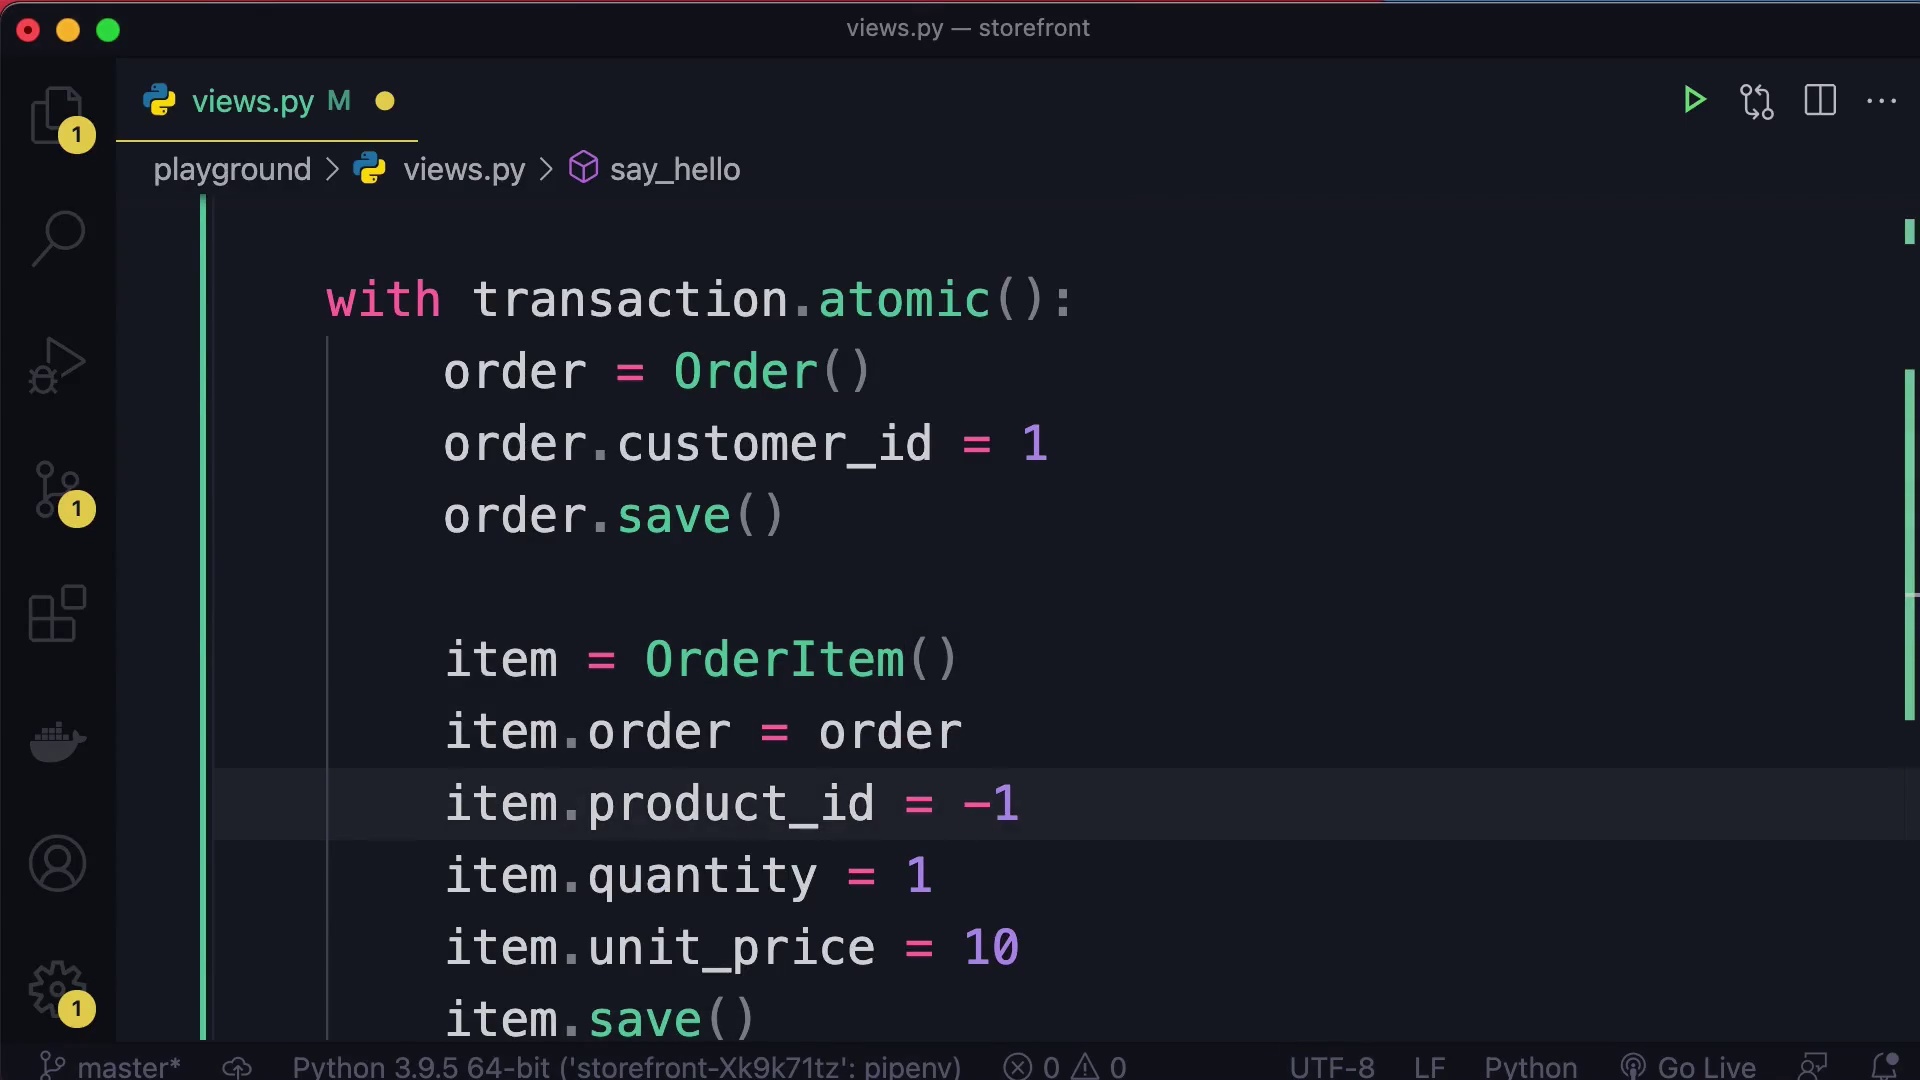 views.py — storefront
views.py M
playground > views.py > say_hello
with transaction.atomic():
order = Order()
order.customer_id = 1
order.save()
item = OrderItem()
item.order = order
item.product_id = -1
item.quantity = 1
item.unit_price = 10
item.save()
1
1
1
master* Python 3.9.5 64-bit ('storefront-Xk9k71tz': pipenv) 0 0 UTF-8 LF Python Go Live